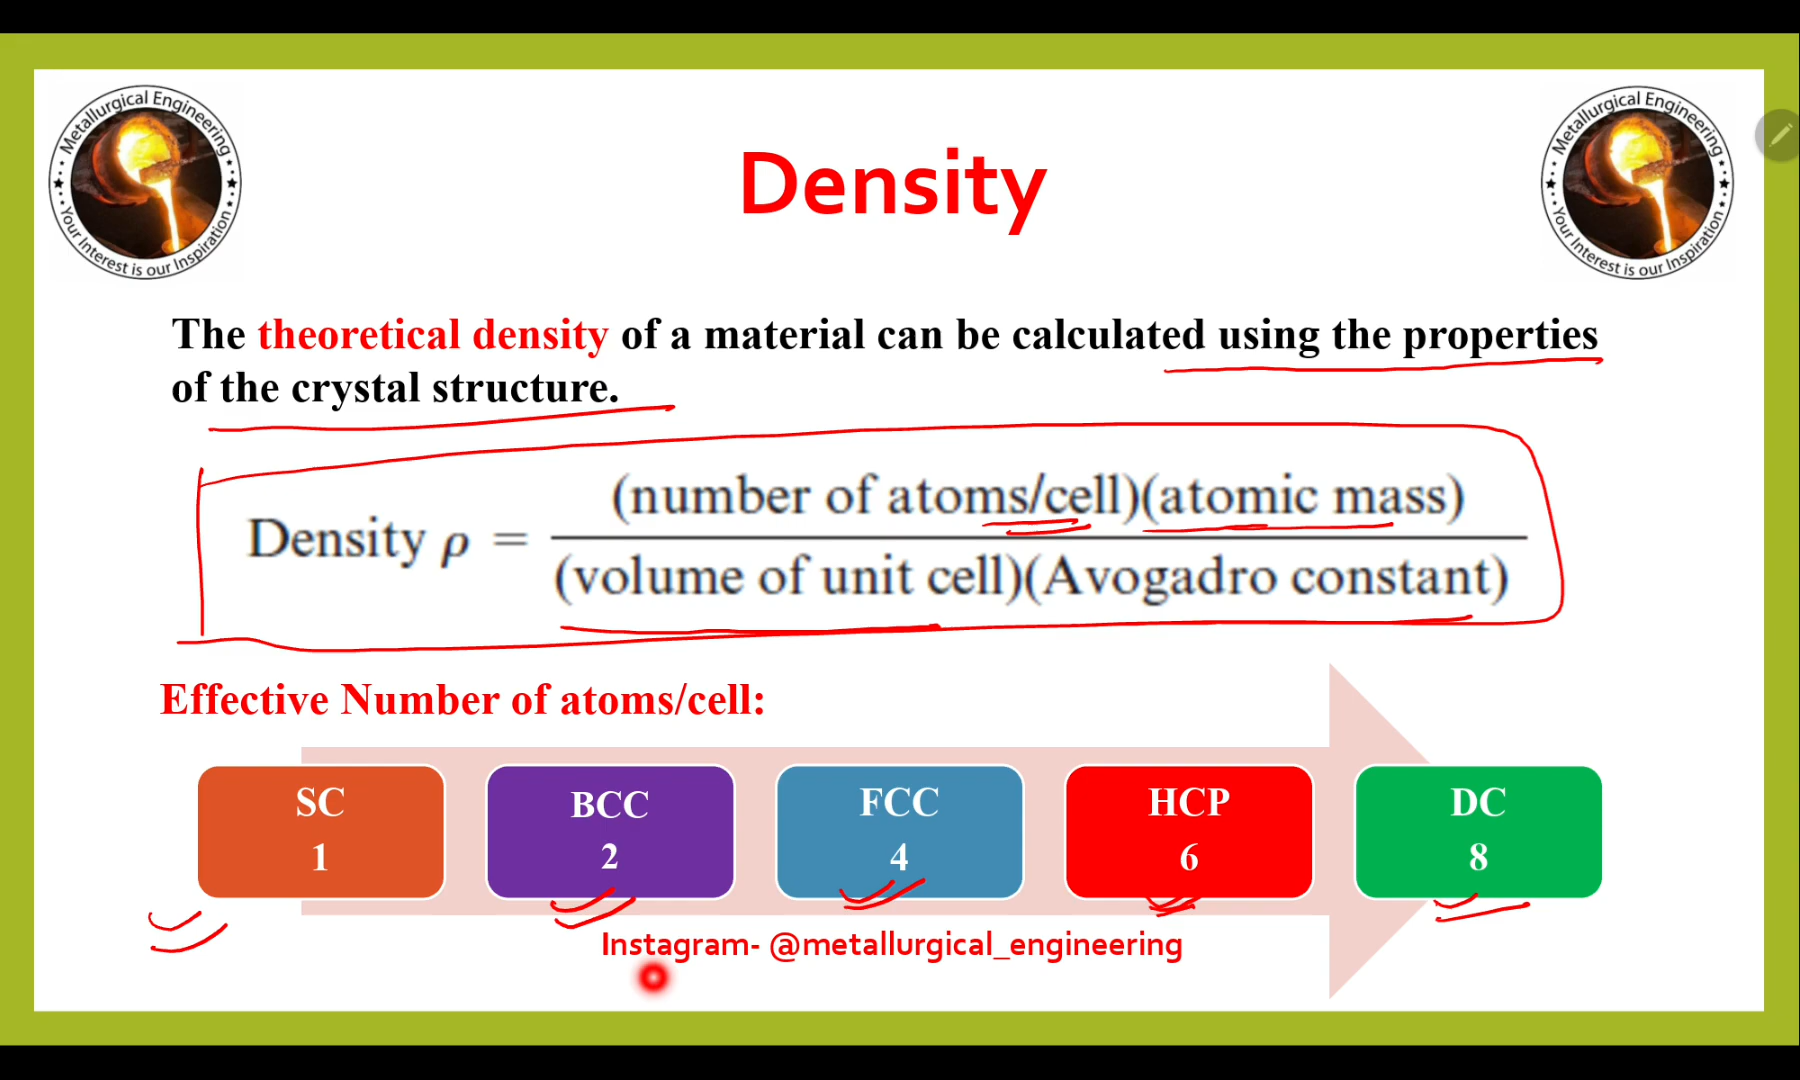 Metallurgical Engineering
Your Interest is our Inspiration
Metallurgical Engineering
Your Interest is our Inspiration
Density
The theoretical density of a material can be calculated using the properties
of the crystal structure.
Density ρ = (number of atoms/cell)(atomic mass)
(volume of unit cell)(Avogadro constant)
Effective Number of atoms/cell:
SC
1
BCC
2
FCC
4
HCP
6
DC
8
Instagram- @metallurgical_engineering